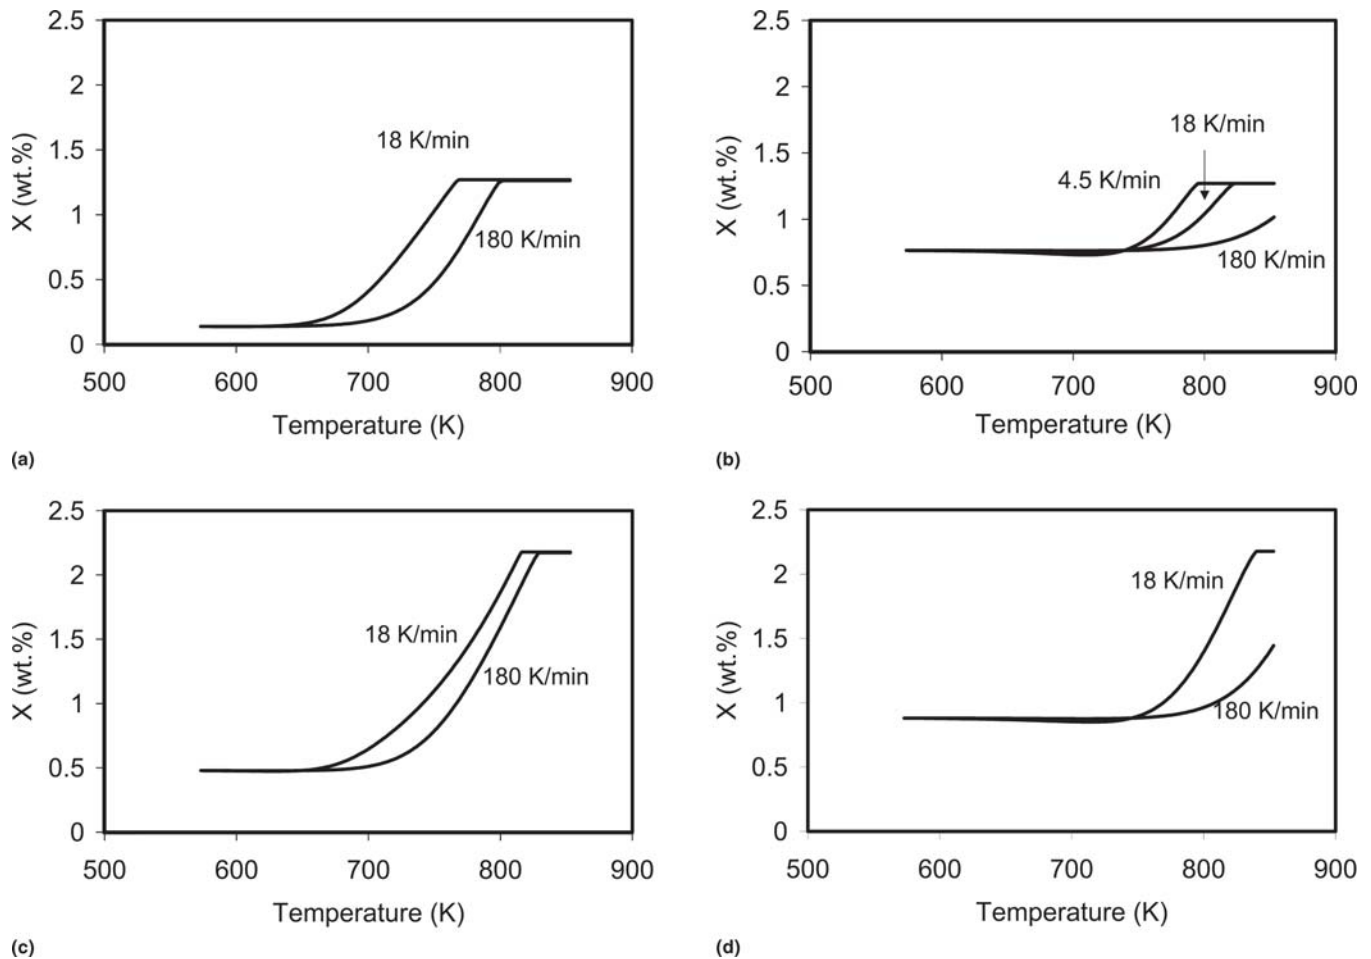 2.5
2
1.5
1
0.5
0
X (wt.%)
18 K/min
180 K/min
500 600 700 800 900
Temperature (K)
(a)
2.5
2
1.5
1
0.5
0
X (wt.%)
18 K/min
4.5 K/min
180 K/min
500 600 700 800 900
Temperature (K)
(b)
2.5
2
1.5
1
0.5
0
X (wt.%)
18 K/min
180 K/min
500 600 700 800 900
Temperature (K)
(c)
2.5
2
1.5
1
0.5
0
X (wt.%)
18 K/min
180 K/min
500 600 700 800 900
Temperature (K)
(d)